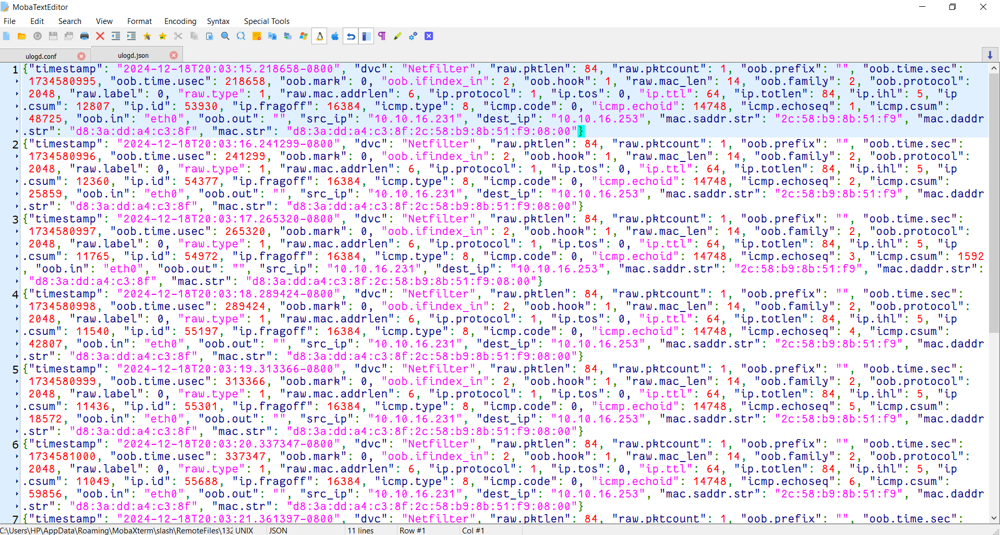 MobaTextEditor
File Edit Search View Format Encoding Syntax Special Tools
ulogd.conf ulogd.json
1 {"timestamp": "2024-12-18T20:03:15.218658-0800", "dvc": "Netfilter", "raw.pktlen": 84, "raw.pktcount": 1, "oob.prefix": "", "oob.time.sec":
1734580995, "oob.time.usec": 218658, "oob.mark": 0, "oob.ifindex_in": 2, "oob.hook": 1, "raw.mac_len": 14, "oob.family": 2, "oob.protocol":
2048, "raw.label": 0, "raw.type": 1, "raw.mac.addrlen": 6, "ip.protocol": 1, "ip.tos": 0, "ip.ttl": 64, "ip.totlen": 84, "ip.ihl": 5, "ip
.csum": 12807, "ip.id": 53930, "ip.fragoff": 16384, "icmp.type": 8, "icmp.code": 0, "icmp.echoid": 14748, "icmp.echoseq": 1, "icmp.csum":
48725, "oob.in": "eth0", "oob.out": "", "src_ip": "10.10.16.231", "dest_ip": "10.10.16.253", "mac.saddr.str": "2c:58:b9:8b:51:f9", "mac.daddr
.str": "d8:3a:dd:a4:c3:8f", "mac.str": "d8:3a:dd:a4:c3:8f:2c:58:b9:8b:51:f9:08:00"}
2 {"timestamp": "2024-12-18T20:03:16.241299-0800", "dvc": "Netfilter", "raw.pktlen": 84, "raw.pktcount": 1, "oob.prefix": "", "oob.time.sec":
1734580996, "oob.time.usec": 241299, "oob.mark": 0, "oob.ifindex_in": 2, "oob.hook": 1, "raw.mac_len": 14, "oob.family": 2, "oob.protocol":
2048, "raw.label": 0, "raw.type": 1, "raw.mac.addrlen": 6, "ip.protocol": 1, "ip.tos": 0, "ip.ttl": 64, "ip.totlen": 84, "ip.ihl": 5, "ip
.csum": 12360, "ip.id": 54377, "ip.fragoff": 16384, "icmp.type": 8, "icmp.code": 0, "icmp.echoid": 14748, "icmp.echoseq": 2, "icmp.csum":
25859, "oob.in": "eth0", "oob.out": "", "src_ip": "10.10.16.231", "dest_ip": "10.10.16.253", "mac.saddr.str": "2c:58:b9:8b:51:f9", "mac.daddr
.str": "d8:3a:dd:a4:c3:8f", "mac.str": "d8:3a:dd:a4:c3:8f:2c:58:b9:8b:51:f9:08:00"}
3 {"timestamp": "2024-12-18T20:03:17.265320-0800", "dvc": "Netfilter", "raw.pktlen": 84, "raw.pktcount": 1, "oob.prefix": "", "oob.time.sec":
1734580997, "oob.time.usec": 265320, "oob.mark": 0, "oob.ifindex_in": 2, "oob.hook": 1, "raw.mac_len": 14, "oob.family": 2, "oob.protocol":
2048, "raw.label": 0, "raw.type": 1, "raw.mac.addrlen": 6, "ip.protocol": 1, "ip.tos": 0, "ip.ttl": 64, "ip.totlen": 84, "ip.ihl": 5, "ip
.csum": 11765, "ip.id": 54972, "ip.fragoff": 16384, "icmp.type": 8, "icmp.code": 0, "icmp.echoid": 14748, "icmp.echoseq": 3, "icmp.csum": 1592
, "oob.in": "eth0", "oob.out": "", "src_ip": "10.10.16.231", "dest_ip": "10.10.16.253", "mac.saddr.str": "2c:58:b9:8b:51:f9", "mac.daddr.str":
"d8:3a:dd:a4:c3:8f", "mac.str": "d8:3a:dd:a4:c3:8f:2c:58:b9:8b:51:f9:08:00"}
4 {"timestamp": "2024-12-18T20:03:18.289424-0800", "dvc": "Netfilter", "raw.pktlen": 84, "raw.pktcount": 1, "oob.prefix": "", "oob.time.sec":
1734580998, "oob.time.usec": 289424, "oob.mark": 0, "oob.ifindex_in": 2, "oob.hook": 1, "raw.mac_len": 14, "oob.family": 2, "oob.protocol":
2048, "raw.label": 0, "raw.type": 1, "raw.mac.addrlen": 6, "ip.protocol": 1, "ip.tos": 0, "ip.ttl": 64, "ip.totlen": 84, "ip.ihl": 5, "ip
.csum": 11540, "ip.id": 55197, "ip.fragoff": 16384, "icmp.type": 8, "icmp.code": 0, "icmp.echoid": 14748, "icmp.echoseq": 4, "icmp.csum":
42807, "oob.in": "eth0", "oob.out": "", "src_ip": "10.10.16.231", "dest_ip": "10.10.16.253", "mac.saddr.str": "2c:58:b9:8b:51:f9", "mac.daddr
.str": "d8:3a:dd:a4:c3:8f", "mac.str": "d8:3a:dd:a4:c3:8f:2c:58:b9:8b:51:f9:08:00"}
5 {"timestamp": "2024-12-18T20:03:19.313366-0800", "dvc": "Netfilter", "raw.pktlen": 84, "raw.pktcount": 1, "oob.prefix": "", "oob.time.sec":
1734580999, "oob.time.usec": 313366, "oob.mark": 0, "oob.ifindex_in": 2, "oob.hook": 1, "raw.mac_len": 14, "oob.family": 2, "oob.protocol":
2048, "raw.label": 0, "raw.type": 1, "raw.mac.addrlen": 6, "ip.protocol": 1, "ip.tos": 0, "ip.ttl": 64, "ip.totlen": 84, "ip.ihl": 5, "ip
.csum": 11436, "ip.id": 55301, "ip.fragoff": 16384, "icmp.type": 8, "icmp.code": 0, "icmp.echoid": 14748, "icmp.echoseq": 5, "icmp.csum":
18572, "oob.in": "eth0", "oob.out": "", "src_ip": "10.10.16.231", "dest_ip": "10.10.16.253", "mac.saddr.str": "2c:58:b9:8b:51:f9", "mac.daddr
.str": "d8:3a:dd:a4:c3:8f", "mac.str": "d8:3a:dd:a4:c3:8f:2c:58:b9:8b:51:f9:08:00"}
6 {"timestamp": "2024-12-18T20:03:20.337347-0800", "dvc": "Netfilter", "raw.pktlen": 84, "raw.pktcount": 1, "oob.prefix": "", "oob.time.sec":
1734581000, "oob.time.usec": 337347, "oob.mark": 0, "oob.ifindex_in": 2, "oob.hook": 1, "raw.mac_len": 14, "oob.family": 2, "oob.protocol":
2048, "raw.label": 0, "raw.type": 1, "raw.mac.addrlen": 6, "ip.protocol": 1, "ip.tos": 0, "ip.ttl": 64, "ip.totlen": 84, "ip.ihl": 5, "ip
.csum": 11049, "ip.id": 55688, "ip.fragoff": 16384, "icmp.type": 8, "icmp.code": 0, "icmp.echoid": 14748, "icmp.echoseq": 6, "icmp.csum":
59856, "oob.in": "eth0", "oob.out": "", "src_ip": "10.10.16.231", "dest_ip": "10.10.16.253", "mac.saddr.str": "2c:58:b9:8b:51:f9", "mac.daddr
.str": "d8:3a:dd:a4:c3:8f", "mac.str": "d8:3a:dd:a4:c3:8f:2c:58:b9:8b:51:f9:08:00"}
7 {"timestamp": "2024-12-18T20:03:21.361397-0800", "dvc": "Netfilter", "raw.pktlen": 84, "raw.pktcount": 1, "oob.prefix": "", "oob.time.sec":
C:\Users\HP\AppData\Roaming\MobaXterm\slash\RemoteFiles\132 UNIX JSON 11 lines Row #1 Col #1